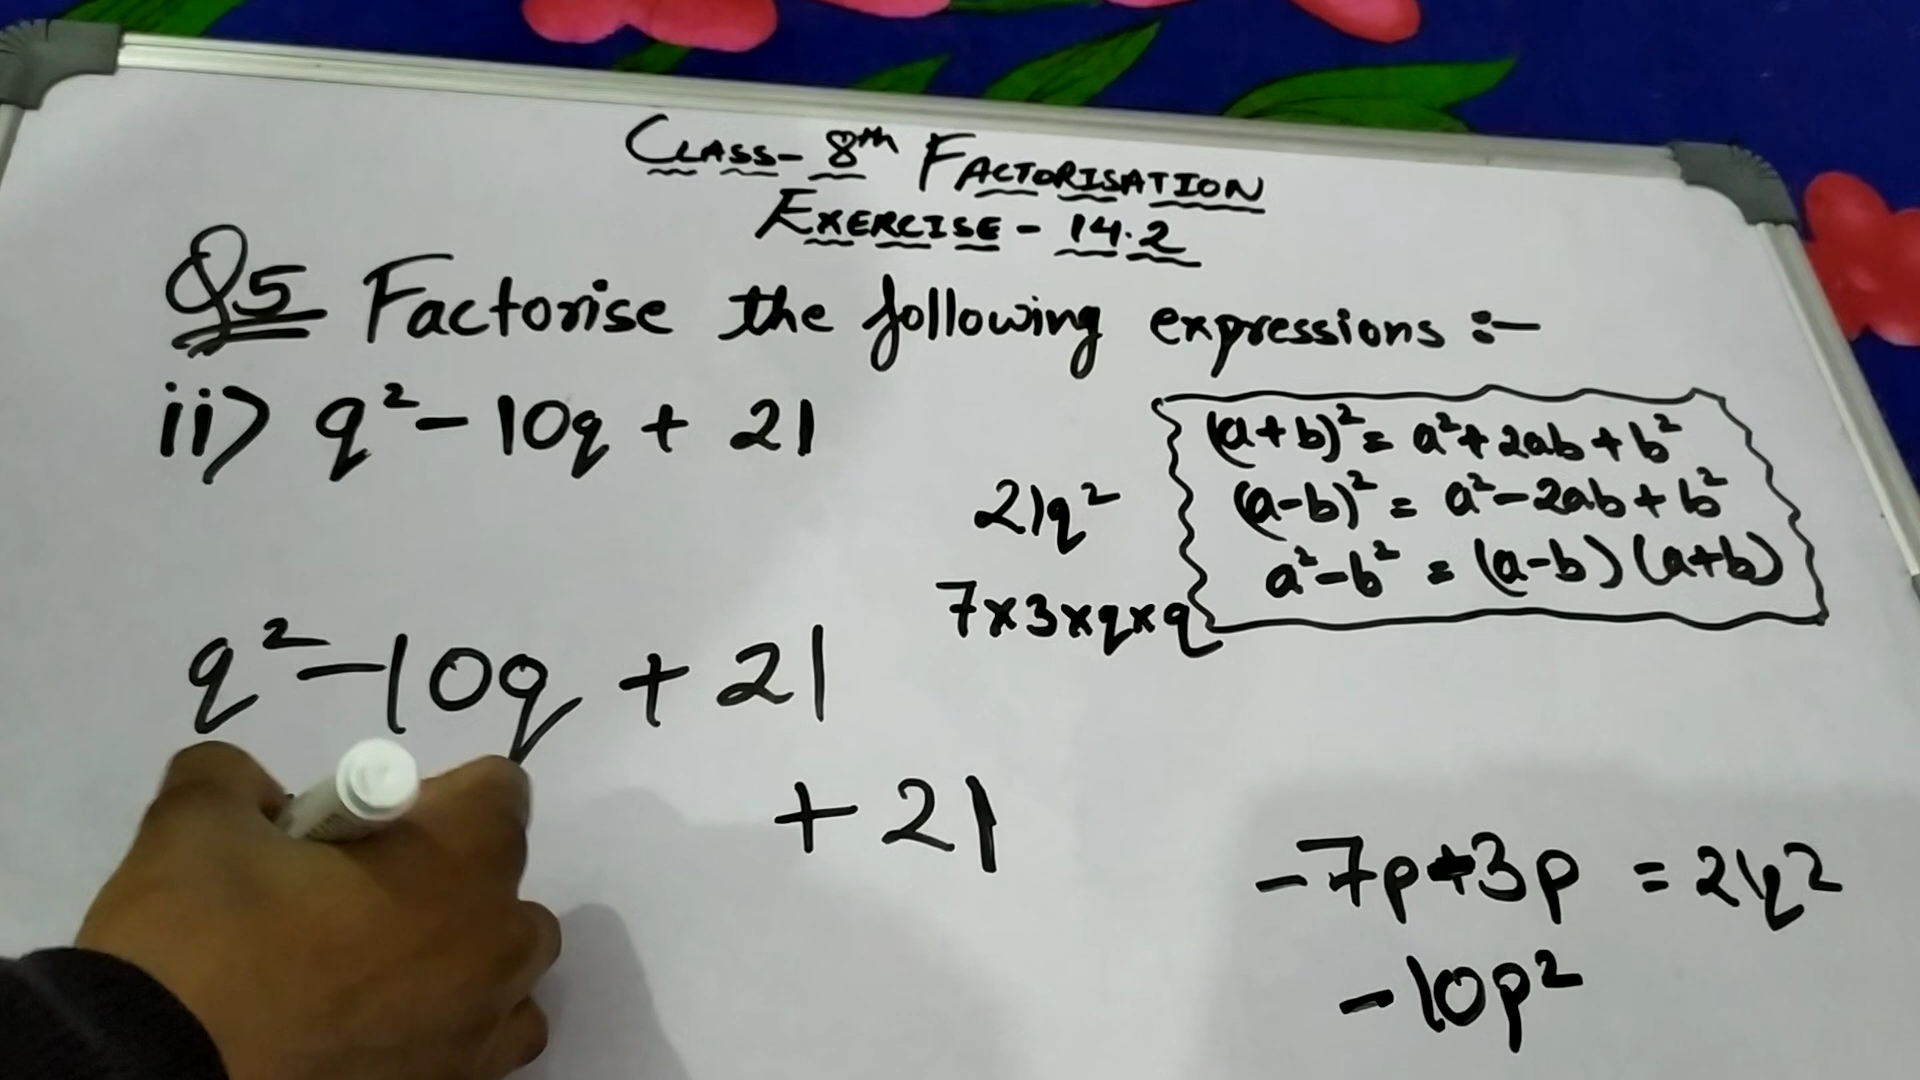 CLASS- 8th FACTORISATION
EXERCISE - 14.2
Q5 Factorise the following expressions :-
ii) q² - 10q + 21
(a+b)² = a² + 2ab + b²
(a-b)² = a² - 2ab + b²
a² - b² = (a-b) (a+b)
21q²
7×3×q×q
q² - 10q + 21
+ 21
-7p+3p = 21q²
-10p²